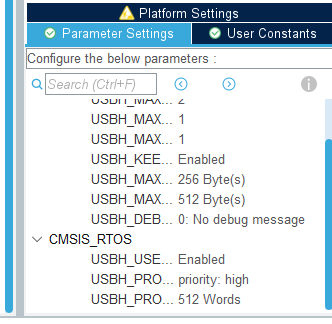 Platform Settings
Parameter Settings User Constants
Configure the below parameters :
Search (Ctrl+F)
USBH_MAX... 2
USBH_MAX... 1
USBH_MAX... 1
USBH_KEE... Enabled
USBH_MAX... 256 Byte(s)
USBH_MAX... 512 Byte(s)
USBH_DEB... 0: No debug message
CMSIS_RTOS
USBH_USE... Enabled
USBH_PRO... priority: high
USBH_PRO... 512 Words